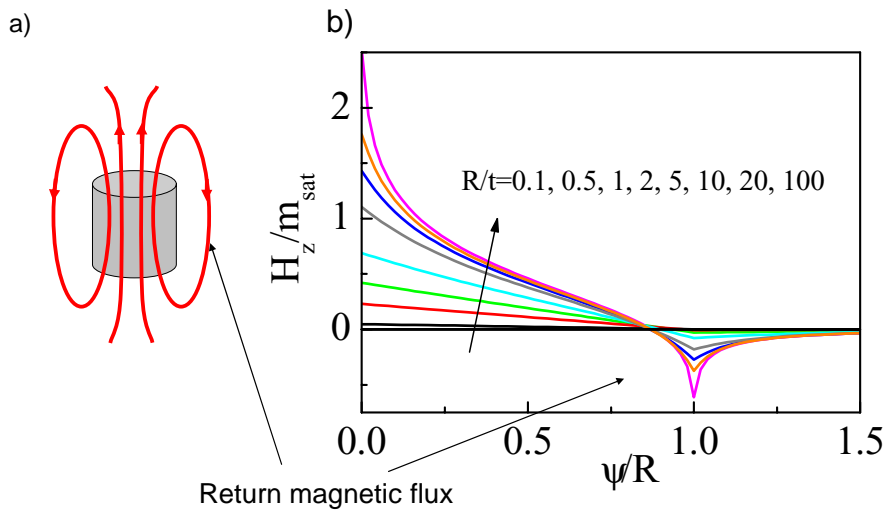 a)
b)
H_z/m_sat
2
1
0
R/t=0.1, 0.5, 1, 2, 5, 10, 20, 100
0.0 0.5 1.0 1.5
ψ/R
Return magnetic flux